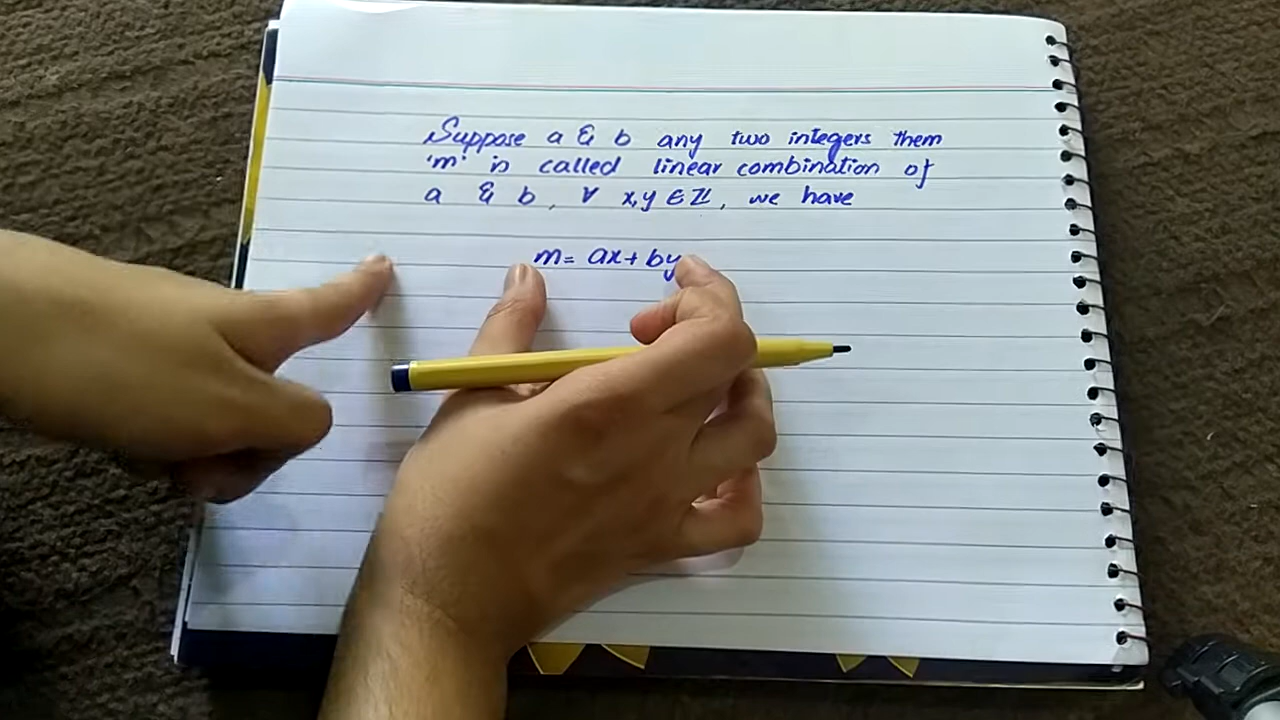 Suppose a & b any two integers them
'm' is called linear combination of
a & b, ∀ x,y ∈ ℤ, we have
m = ax + by